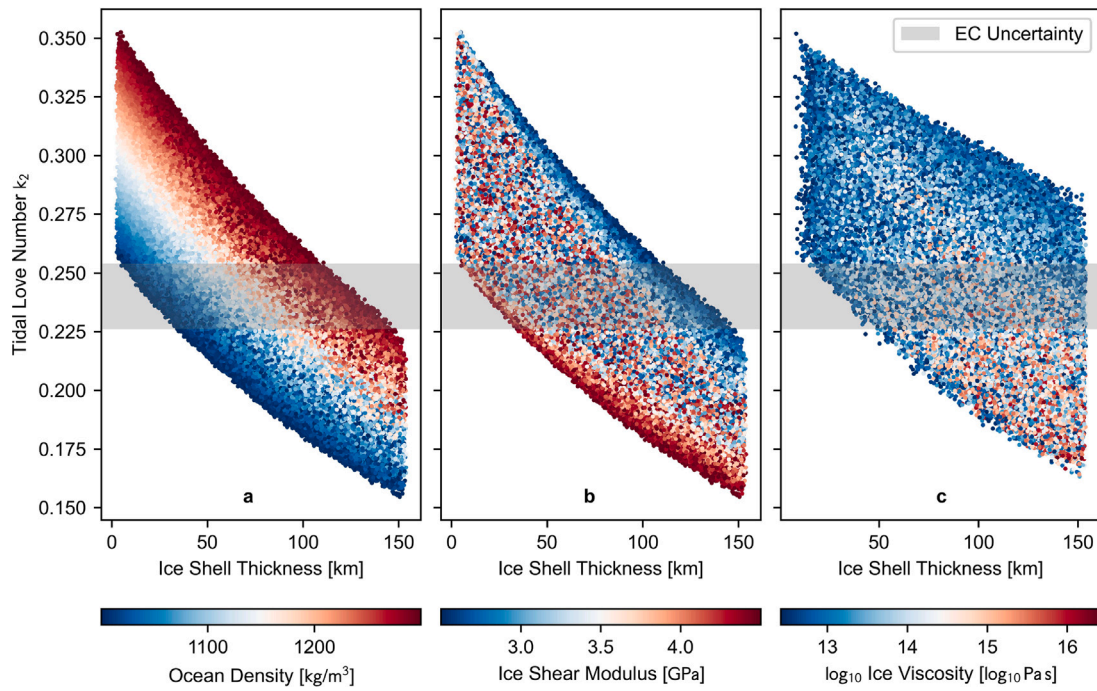 EC Uncertainty
Tidal Love Number k₂
0.350
0.325
0.300
0.275
0.250
0.225
0.200
0.175
0.150
a
b
c
0 50 100 150
0 50 100 150
50 100 150
Ice Shell Thickness [km]
Ice Shell Thickness [km]
Ice Shell Thickness [km]
1100 1200
3.0 3.5 4.0
13 14 15 16
Ocean Density [kg/m³]
Ice Shear Modulus [GPa]
log₁₀ Ice Viscosity [log₁₀ Pa s]